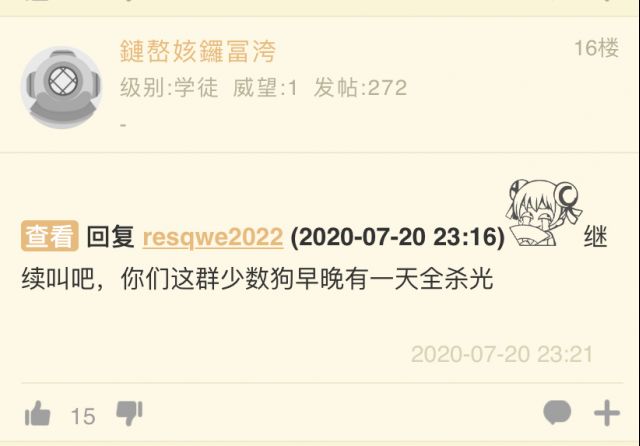 鏈嶅姟鑼冨洿
16楼
级别:学徒 威望:1 发帖:272
-
查看 回复 resqwe2022 (2020-07-20 23:16) 继
续叫吧，你们这群少数狗早晚有一天全杀光
2020-07-20 23:21
15